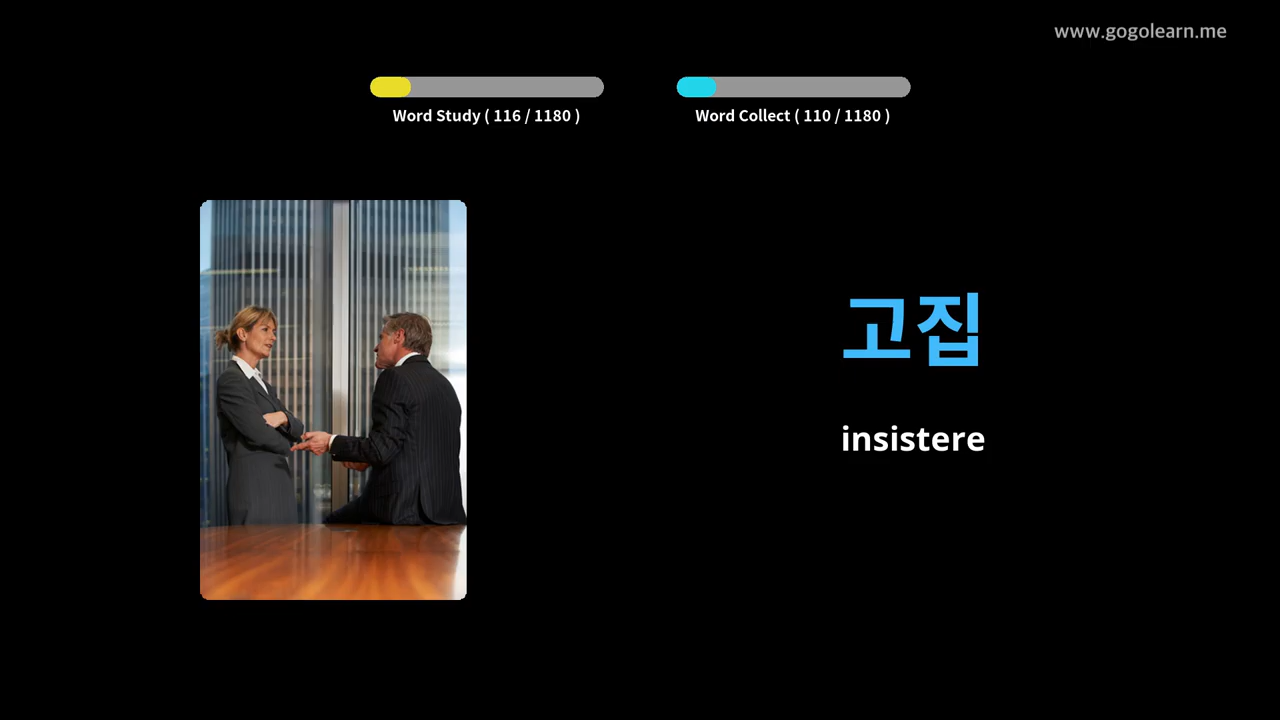 www.gogolearn.me
Word Study ( 116 / 1180 )
Word Collect ( 110 / 1180 )
고집
insistere